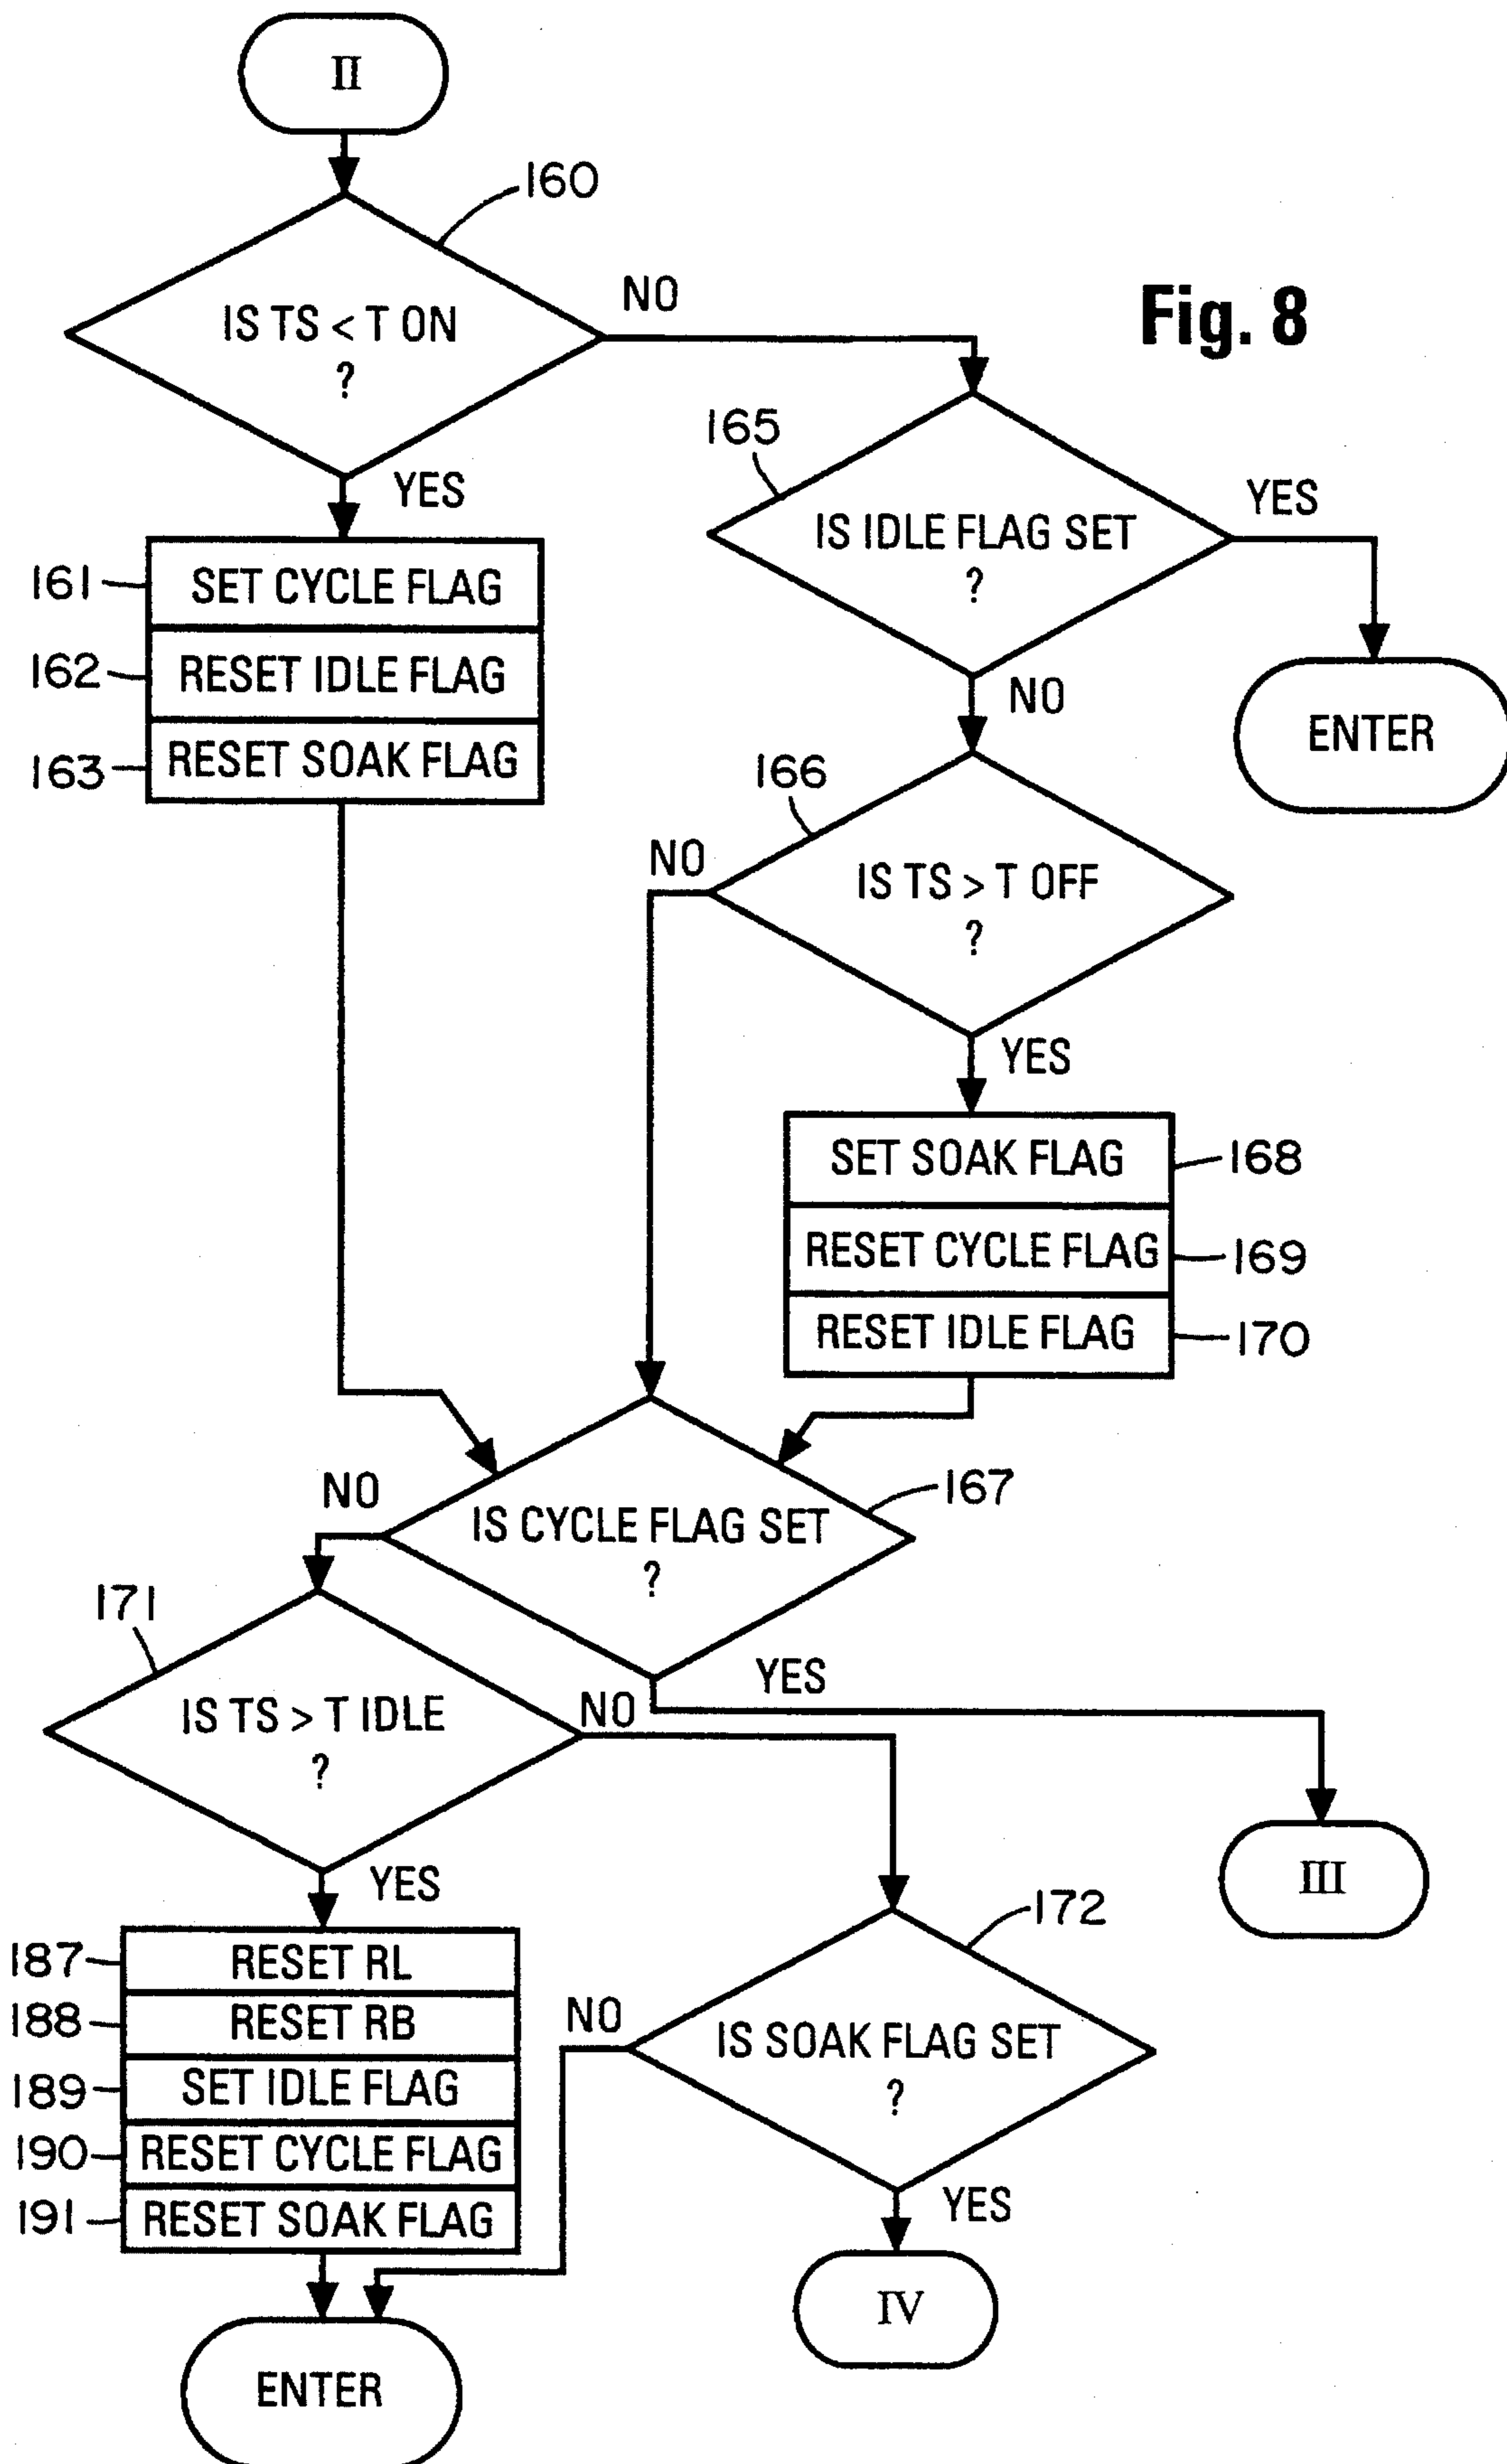 II
160
IS TS < T ON
?
NO
YES
Fig. 8
165
IS IDLE FLAG SET
?
YES
NO
ENTER
161
SET CYCLE FLAG
162
RESET IDLE FLAG
163
RESET SOAK FLAG
166
IS TS > T OFF
?
NO
YES
SET SOAK FLAG
168
RESET CYCLE FLAG
169
RESET IDLE FLAG
170
167
IS CYCLE FLAG SET
?
NO
YES
III
171
IS TS > T IDLE
?
NO
YES
172
IS SOAK FLAG SET
?
NO
YES
IV
187
RESET RL
188
RESET RB
189
SET IDLE FLAG
190
RESET CYCLE FLAG
191
RESET SOAK FLAG
ENTER